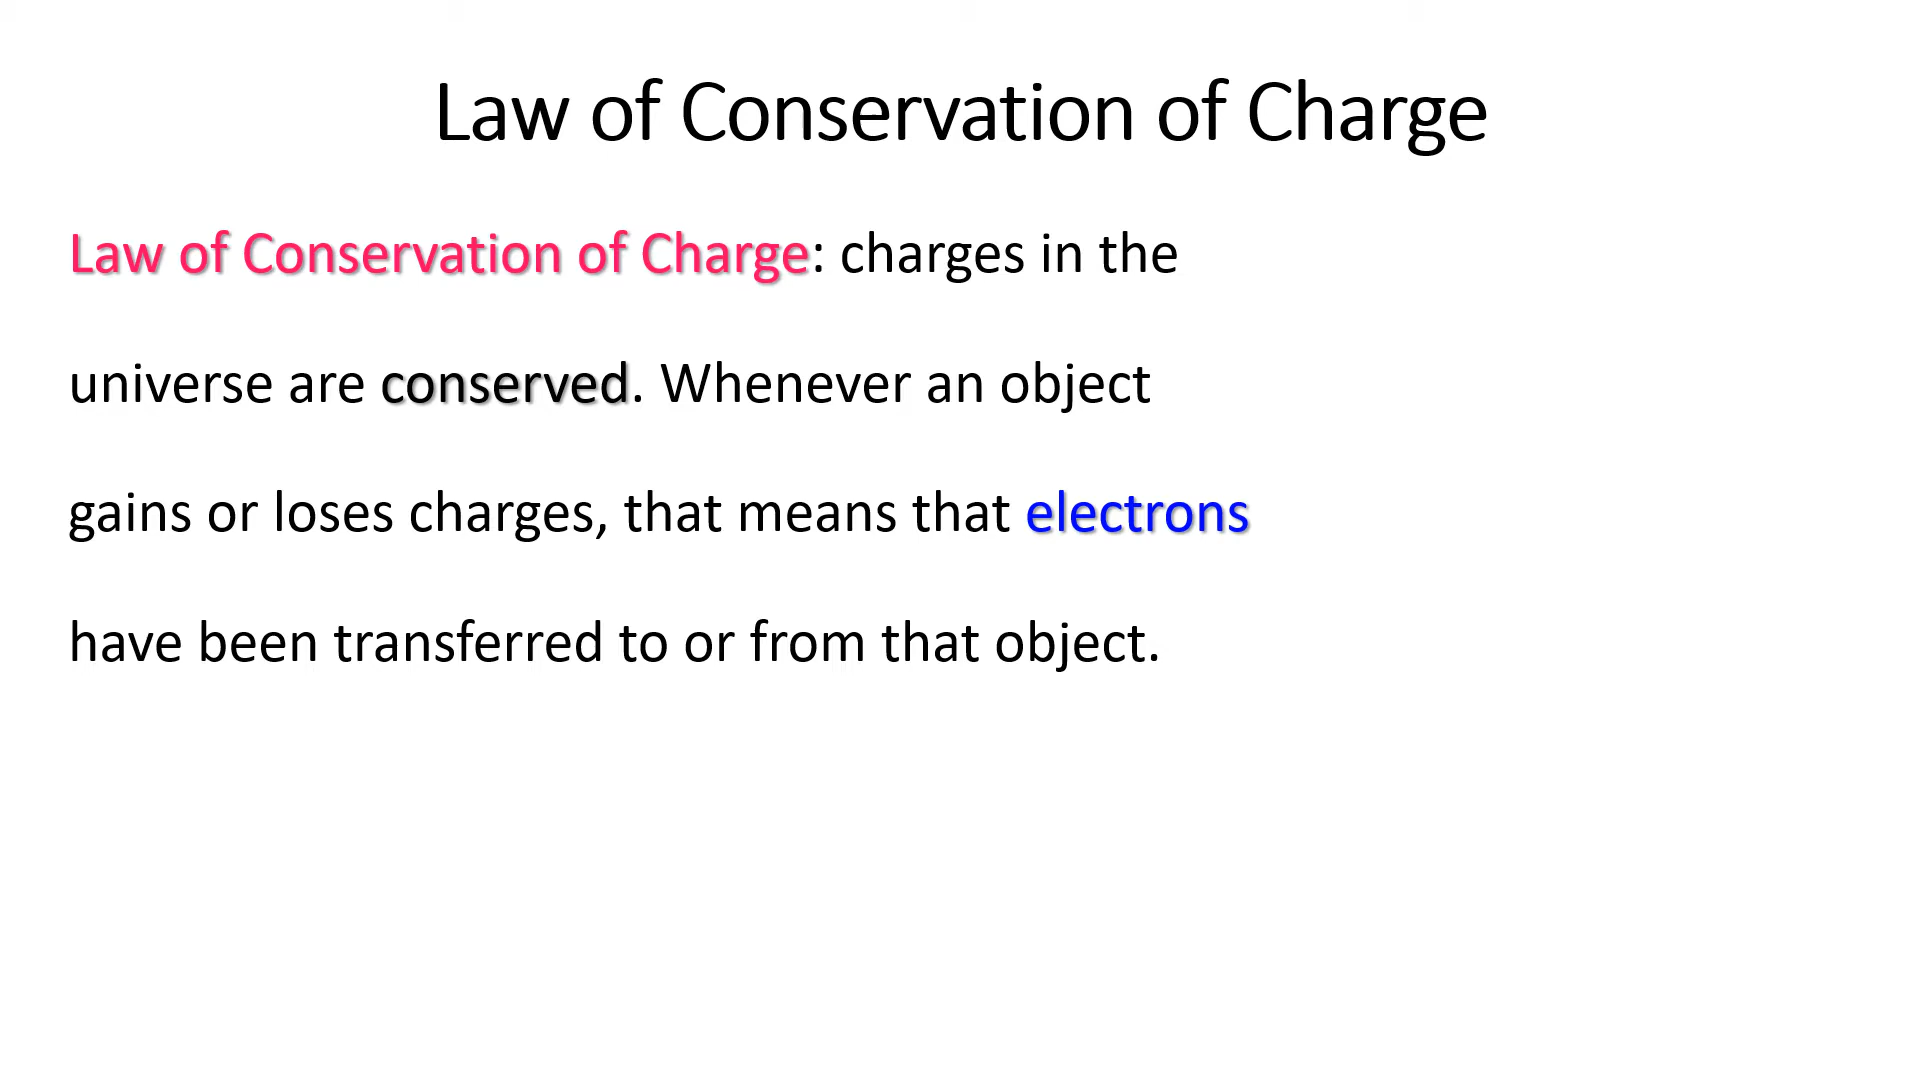 Law of Conservation of Charge
Law of Conservation of Charge: charges in the
universe are conserved. Whenever an object
gains or loses charges, that means that electrons
have been transferred to or from that object.